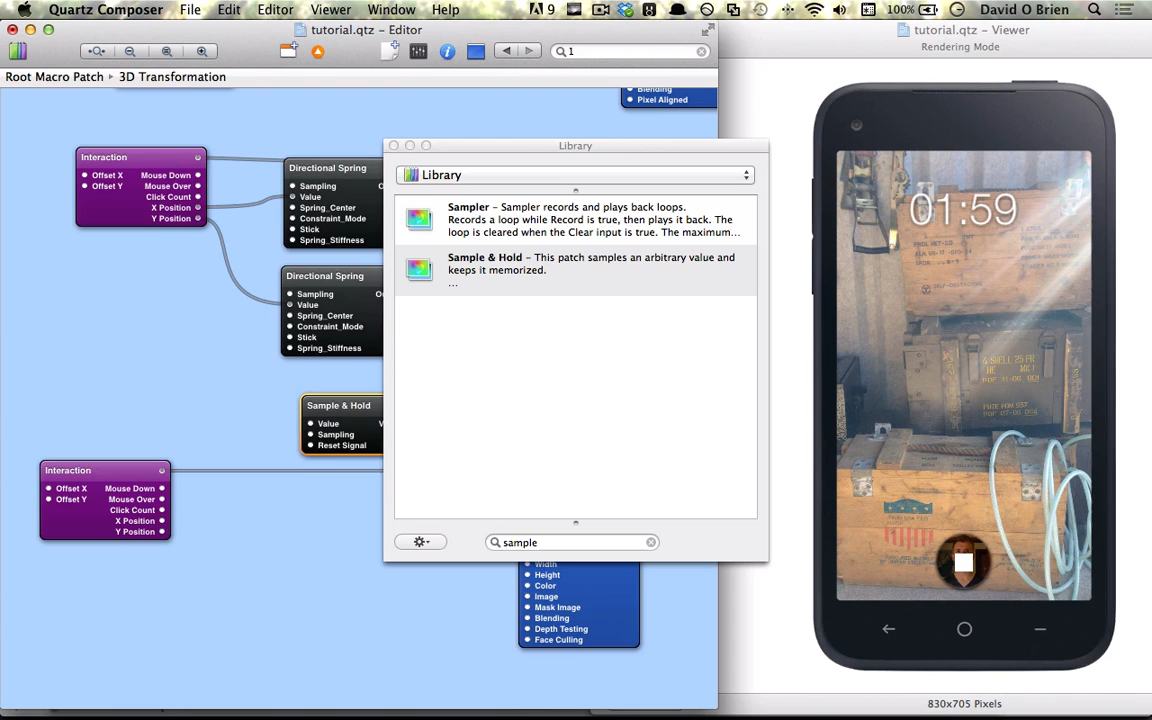 Quartz Composer File Edit Editor Viewer Window Help 9 100% David O Brien
tutorial.qtz – Editor
1
Root Macro Patch 3D Transformation
Blending
Pixel Aligned
Interaction
Offset X Mouse Down
Offset Y Mouse Over
Click Count
X Position
Y Position
Directional Spring
Sampling
Value
Spring_Center
Constraint_Mode
Stick
Spring_Stiffness
Directional Spring
Sampling
Value
Spring_Center
Constraint_Mode
Stick
Spring_Stiffness
Sample & Hold
Value
Sampling
Reset Signal
Interaction
Offset X Mouse Down
Offset Y Mouse Over
Click Count
X Position
Y Position
Library
Library
Sampler – Sampler records and plays back loops.
Records a loop while Record is true, then plays it back. The
loop is cleared when the Clear input is true. The maximum...
Sample & Hold – This patch samples an arbitrary value and
keeps it memorized.
...
sample
Width
Height
Color
Image
Mask Image
Blending
Depth Testing
Face Culling
tutorial.qtz – Viewer
Rendering Mode
01:59
830x705 Pixels